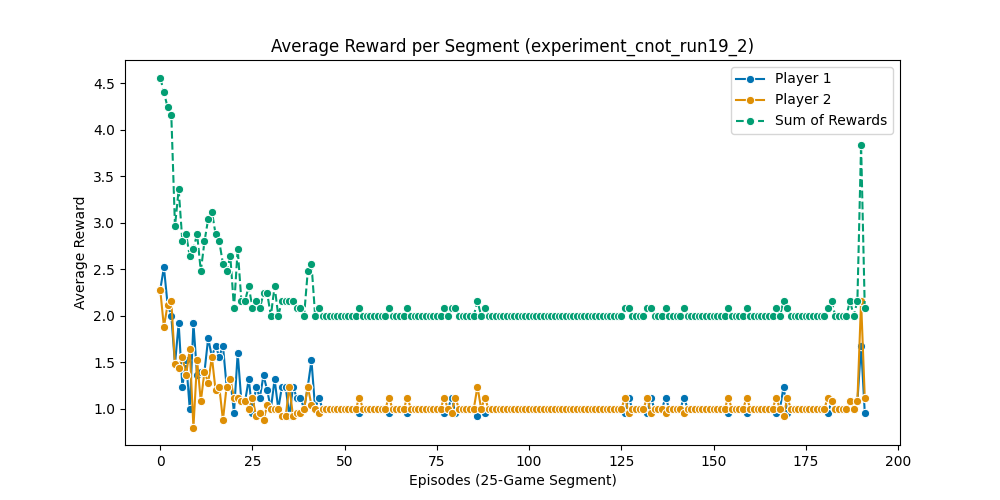 Average Reward per Segment (experiment_cnot_run19_2)
Player 1
Player 2
Sum of Rewards
Average Reward
4.5
4.0
3.5
3.0
2.5
2.0
1.5
1.0
0
25
50
75
100
125
150
175
200
Episodes (25-Game Segment)